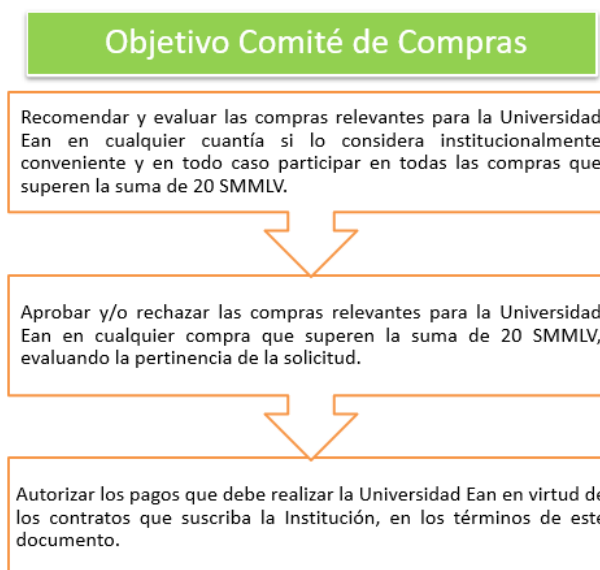 Objetivo Comité de Compras
Recomendar y evaluar las compras relevantes para la Universidad
Ean en cualquier cuantía si lo considera institucionalmente
conveniente y en todo caso participar en todas las compras que
superen la suma de 20 SMMLV.
Aprobar y/o rechazar las compras relevantes para la Universidad
Ean en cualquier compra que superen la suma de 20 SMMLV,
evaluando la pertinencia de la solicitud.
Autorizar los pagos que debe realizar la Universidad Ean en virtud de
los contratos que suscriba la Institución, en los términos de este
documento.